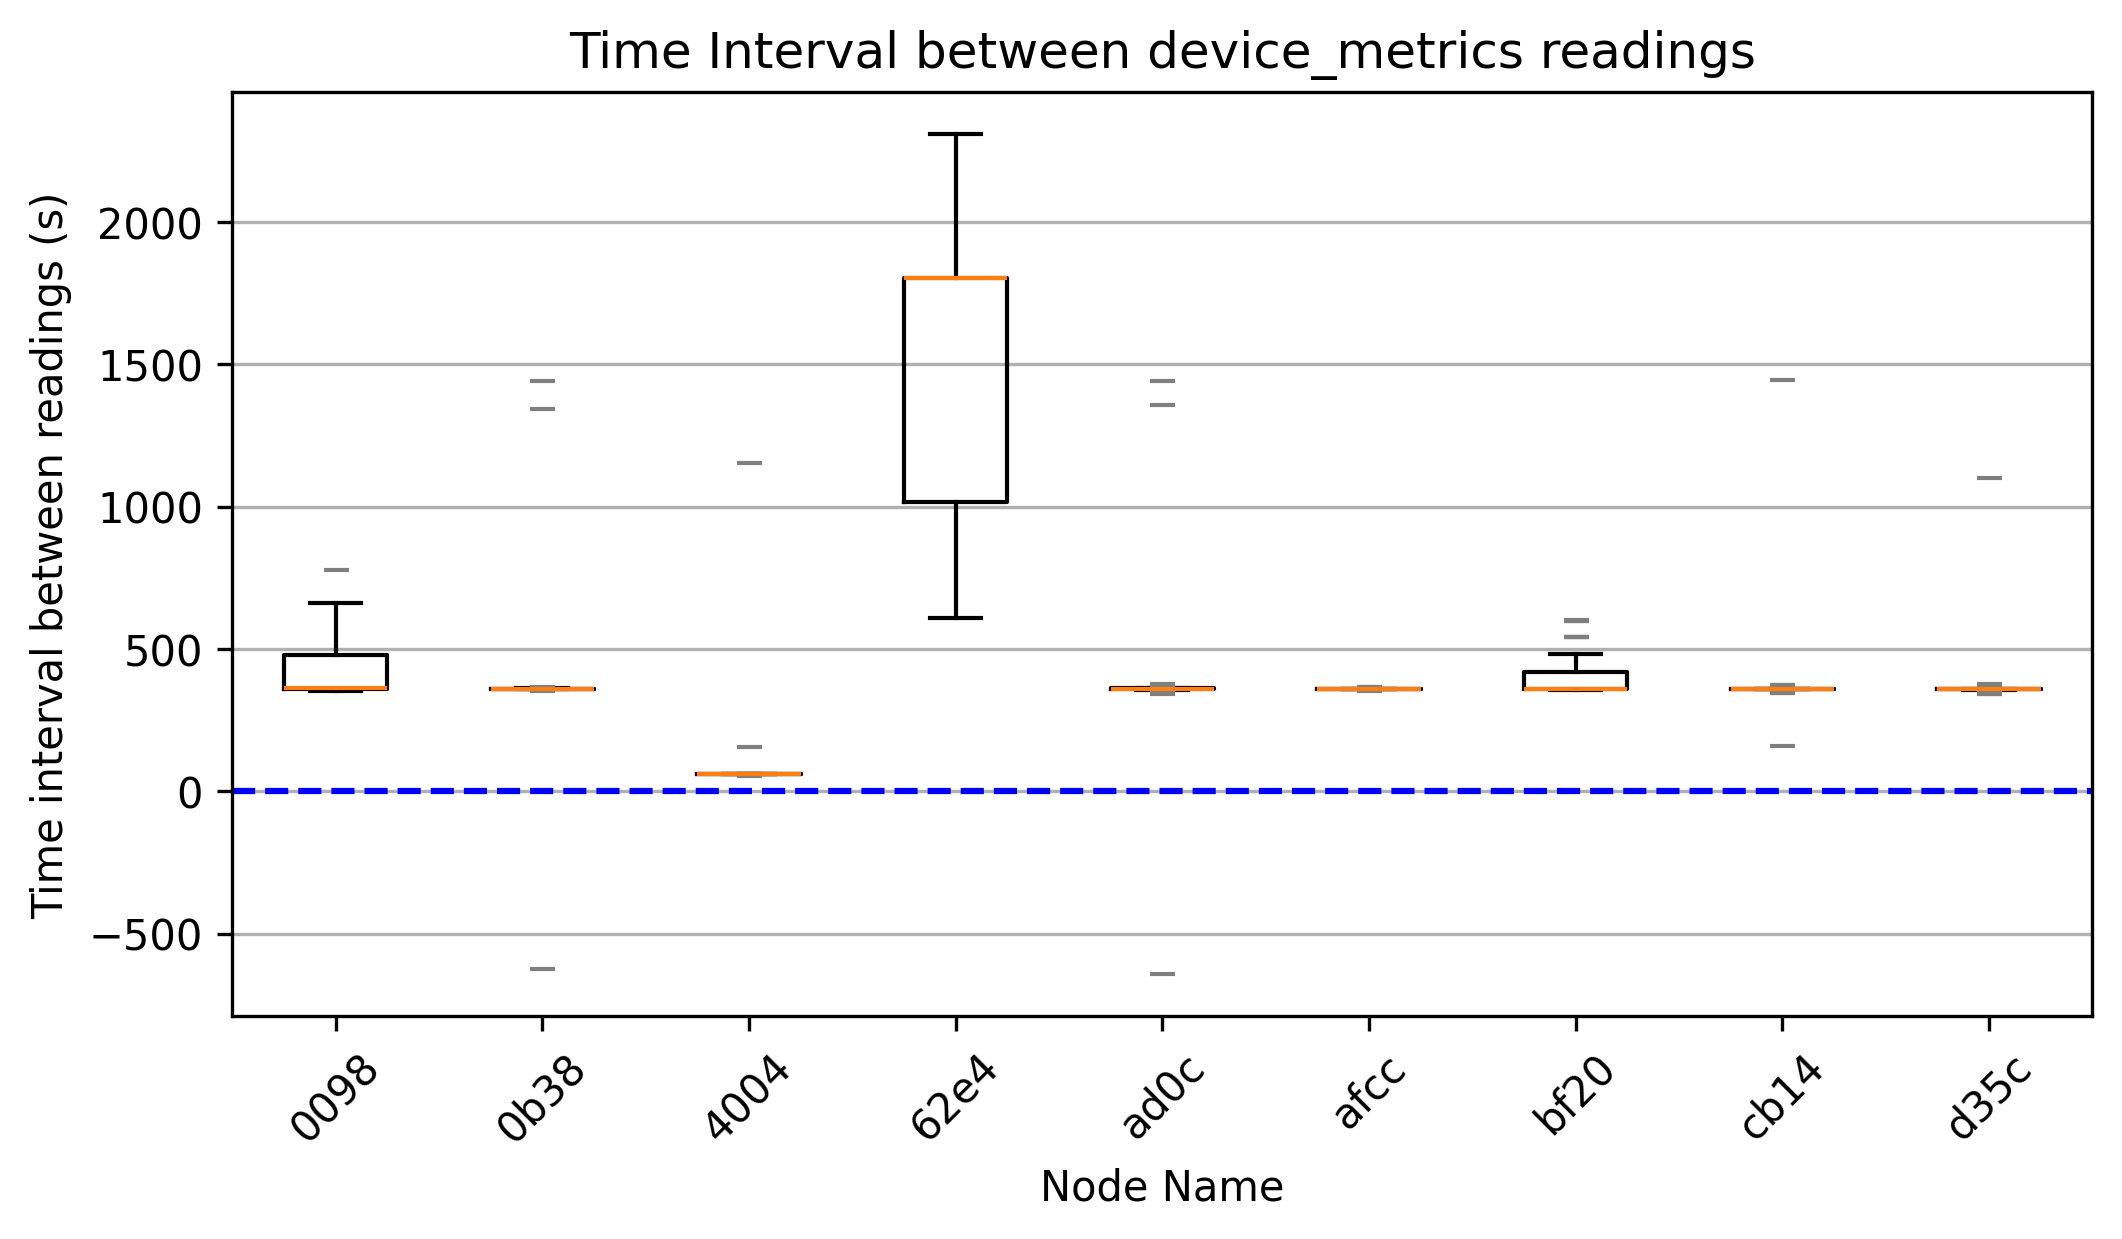 Time Interval between device_metrics readings
Time interval between readings (s)
2000
1500
1000
500
0
−500
0098
0b38
4004
62e4
ad0c
afcc
bf20
cb14
d35c
Node Name